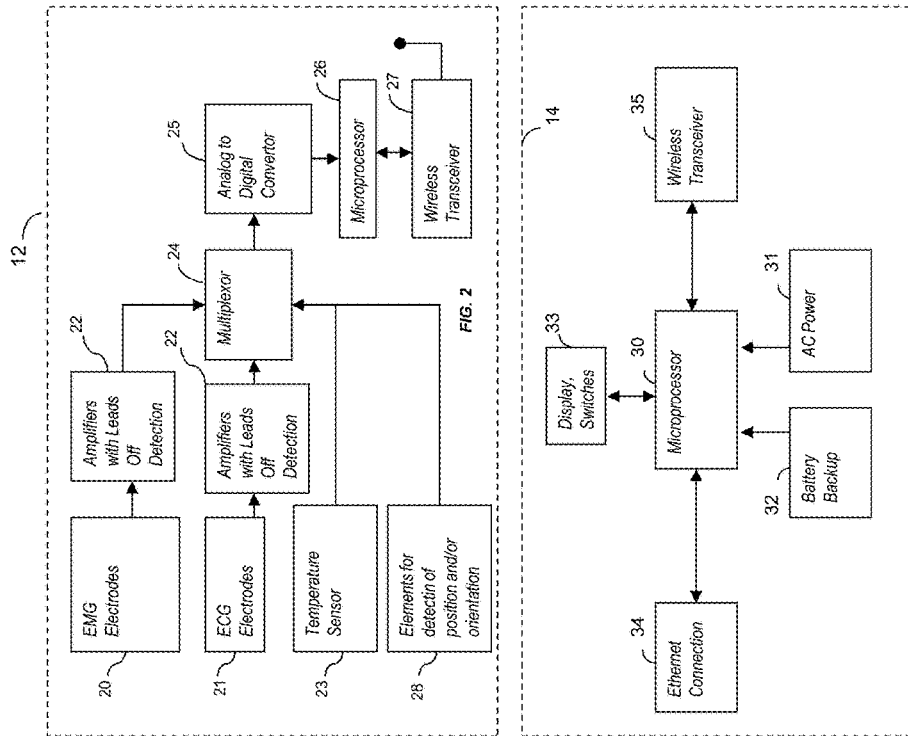 12
EMG
Electrodes
20
Amplifiers
with Leads
Off
Detection
22
ECG
Electrodes
21
Amplifiers
with Leads
Off
Detection
22
Temperature
Sensor
23
Elements for
detectin of
position and/or
orientation
28
Multiplexor
24
Analog to
Digital
Convertor
25
Microprocessor
26
Wireless
Transceiver
27
FIG. 2
14
Ethernet
Connection
34
Display,
Switches
33
Microprocessor
30
Battery
Backup
32
AC Power
31
Wireless
Transceiver
35